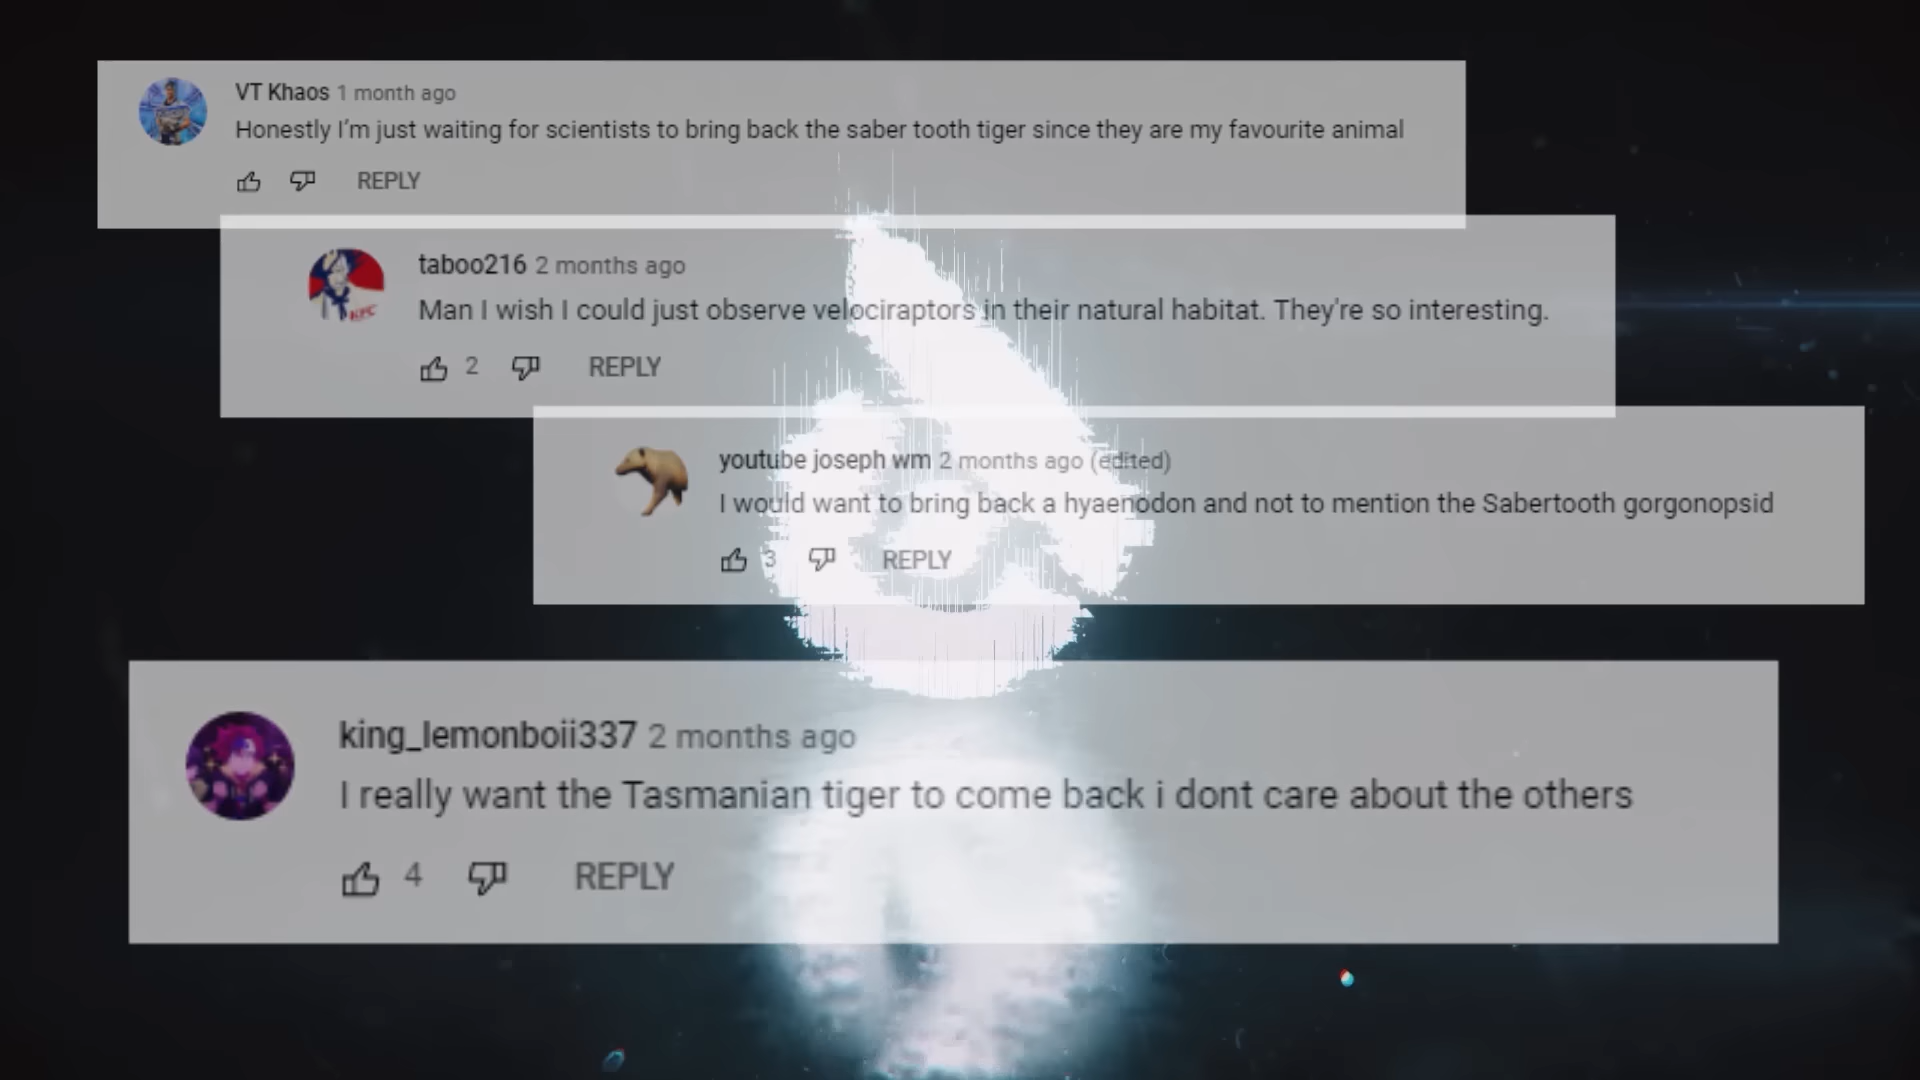 VT Khaos 1 month ago
Honestly I'm just waiting for scientists to bring back the saber tooth tiger since they are my favourite animal
REPLY
KFC
taboo216 2 months ago
Man I wish I could just observe velociraptors in their natural habitat. They're so interesting.
2 REPLY
youtube joseph wm 2 months ago (edited)
I would want to bring back a hyaenodon and not to mention the Sabertooth gorgonopsid
3 REPLY
king_lemonboii337 2 months ago
I really want the Tasmanian tiger to come back i dont care about the others
4 REPLY